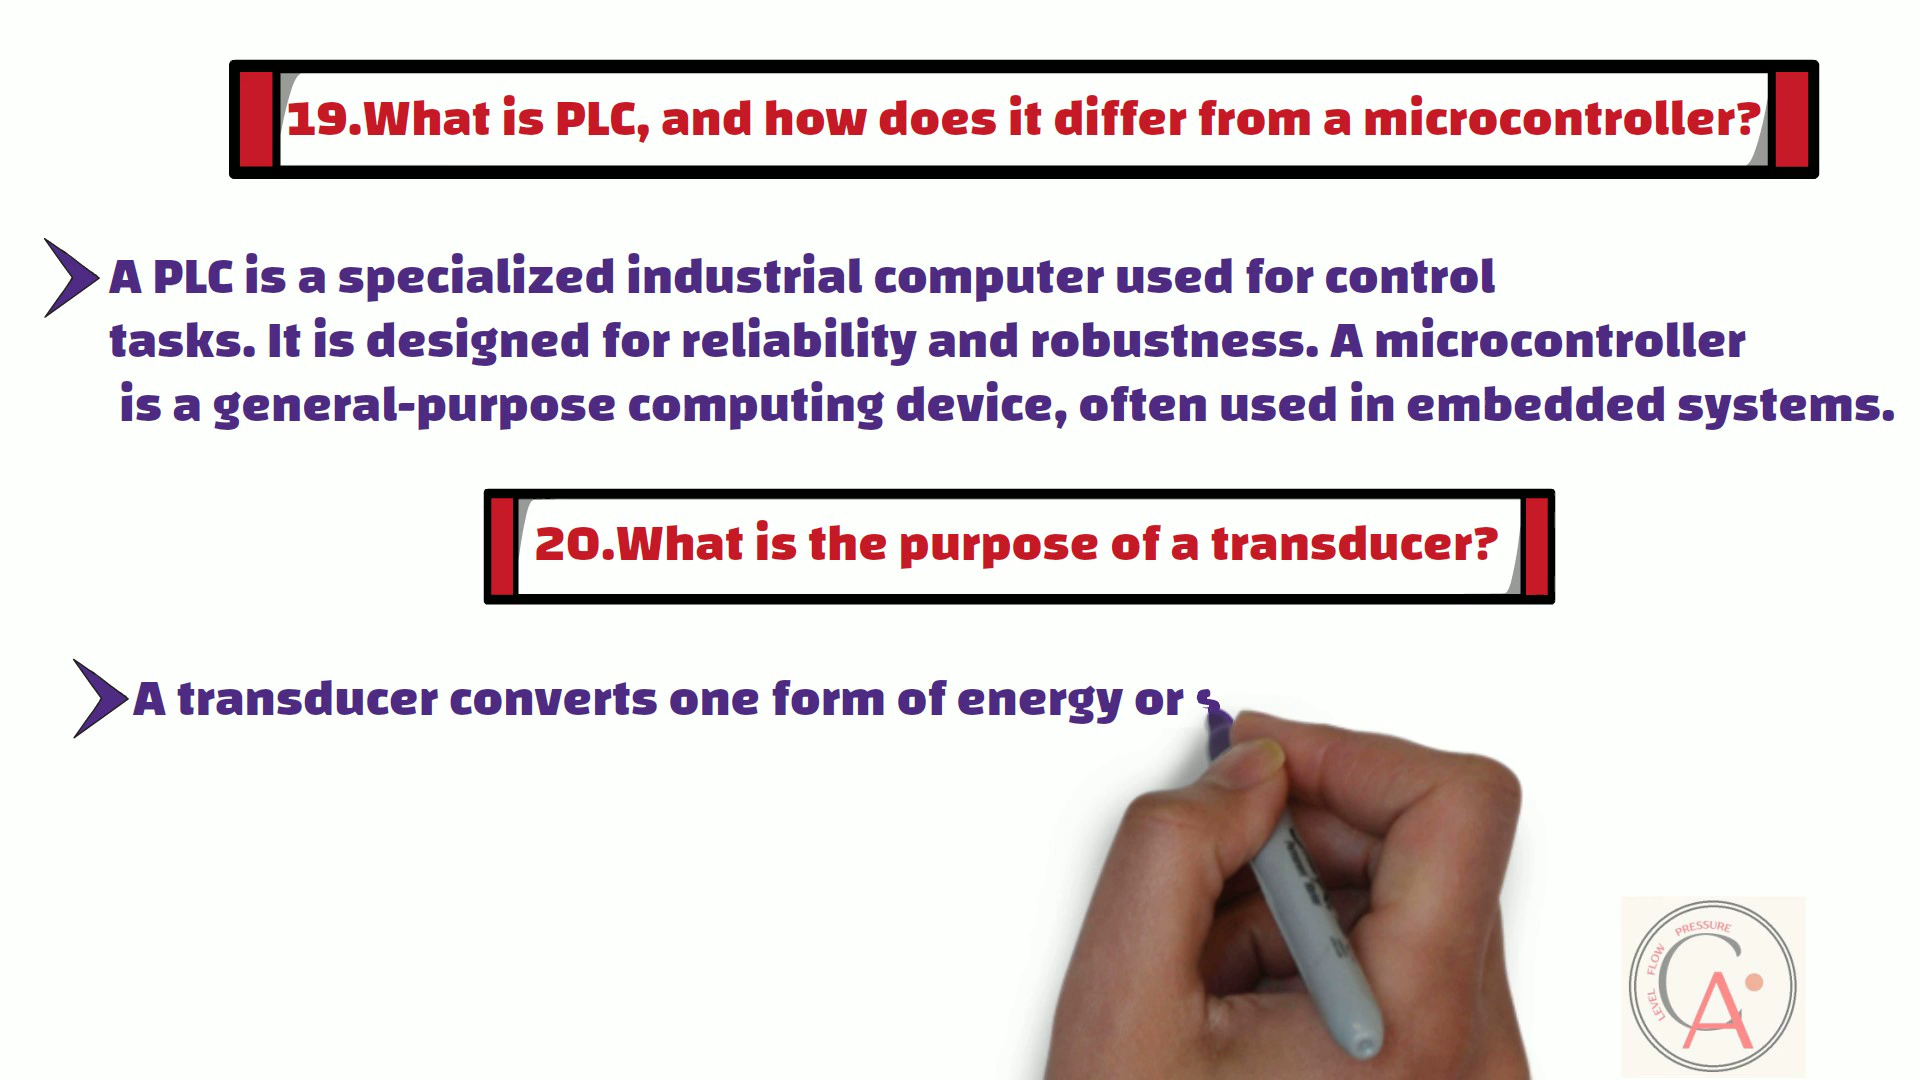 19.What is PLC, and how does it differ from a microcontroller?
A PLC is a specialized industrial computer used for control
tasks. It is designed for reliability and robustness. A microcontroller
is a general-purpose computing device, often used in embedded systems.
20.What is the purpose of a transducer?
A transducer converts one form of energy or
PRESSURE
FLOW
LEVEL
CA